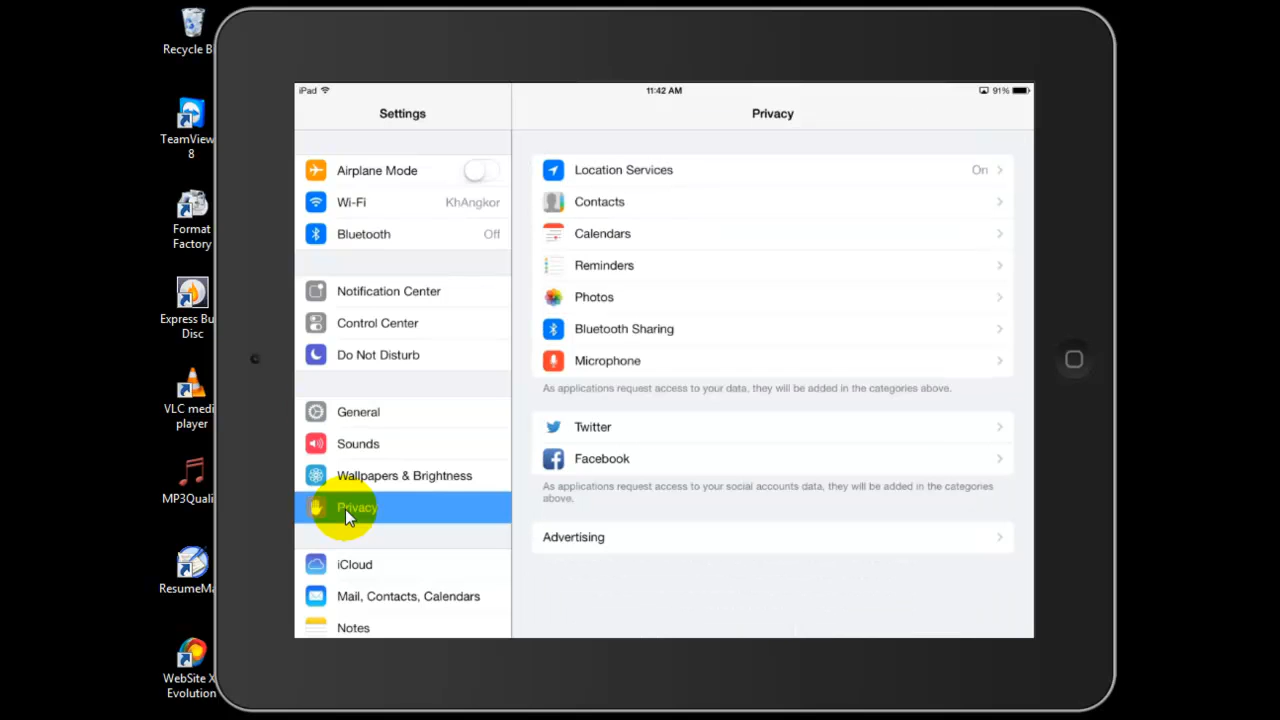 Recycle B
TeamView
8
Format
Factory
Express Bu
Disc
VLC medi
player
MP3Quali
ResumeMa
WebSite X
Evolution
iPad
11:42 AM
91%
Settings
Airplane Mode
Wi-Fi
KhAngkor
Bluetooth
Off
Notification Center
Control Center
Do Not Disturb
General
Sounds
Wallpapers & Brightness
Privacy
iCloud
Mail, Contacts, Calendars
Notes
Privacy
Location Services
On
Contacts
Calendars
Reminders
Photos
Bluetooth Sharing
Microphone
As applications request access to your data, they will be added in the categories above.
Twitter
Facebook
As applications request access to your social accounts data, they will be added in the categories
above.
Advertising